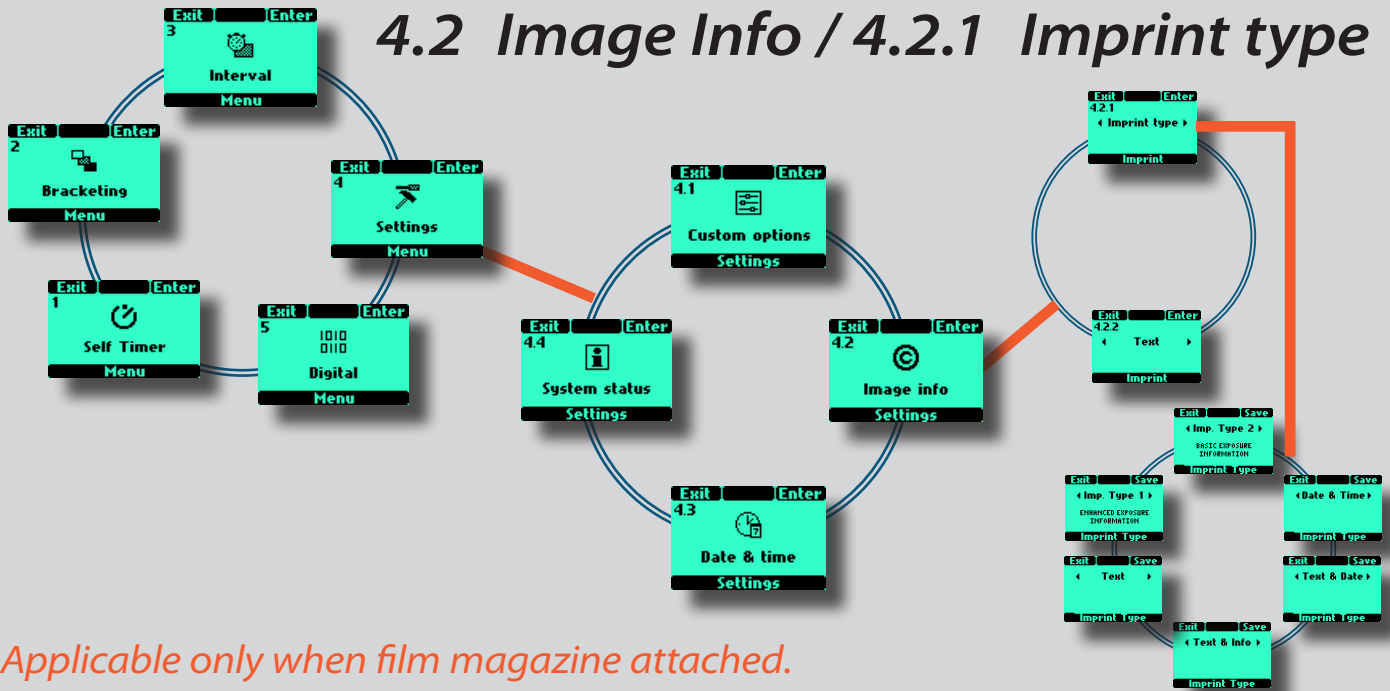 4.2 Image Info / 4.2.1 Imprint type
Exit Enter
3
Interval
Menu
Exit Enter
2
Bracketing
Menu
Exit Enter
4
Settings
Menu
Exit Enter
1
Self Timer
Menu
Exit Enter
5
1010
0110
Digital
Menu
Exit Enter
4.1
Custom options
Settings
Exit Enter
4.4
i
System status
Settings
Exit Enter
4.2
©
Image info
Settings
Exit Enter
4.3
?
Date & time
Settings
Exit Enter
4.2.1
Imprint type
Imprint
Exit Enter
4.2.2
Text
Imprint
Exit Save
Imp. Type 2
BASIC EXPOSURE
INFORMATION
Imprint Type
Exit Save
Imp. Type 1
ENHANCED EXPOSURE
INFORMATION
Imprint Type
Exit Save
Date & Time
Imprint Type
Exit Save
Text
Imprint Type
Exit Save
Text & Date
Imprint Type
Exit Save
Text & Info
Imprint Type
Applicable only when film magazine attached.